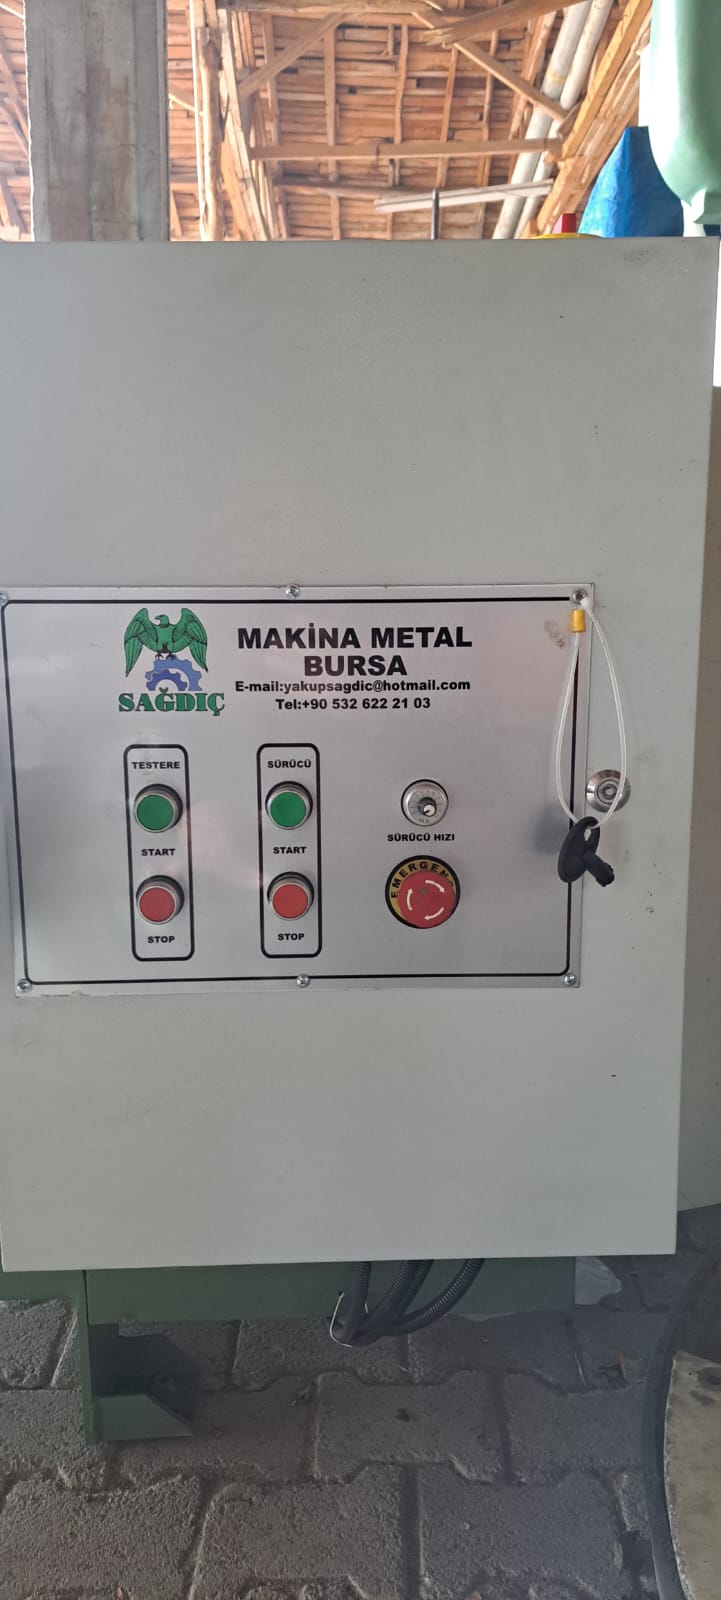 MAKİNA METAL
BURSA
E-mail:yakupsagdic@hotmail.com
Tel:+90 532 622 21 03
SAĞDIÇ
TESTERE
START
STOP
SÜRÜCÜ
START
STOP
SÜRÜCÜ HIZI